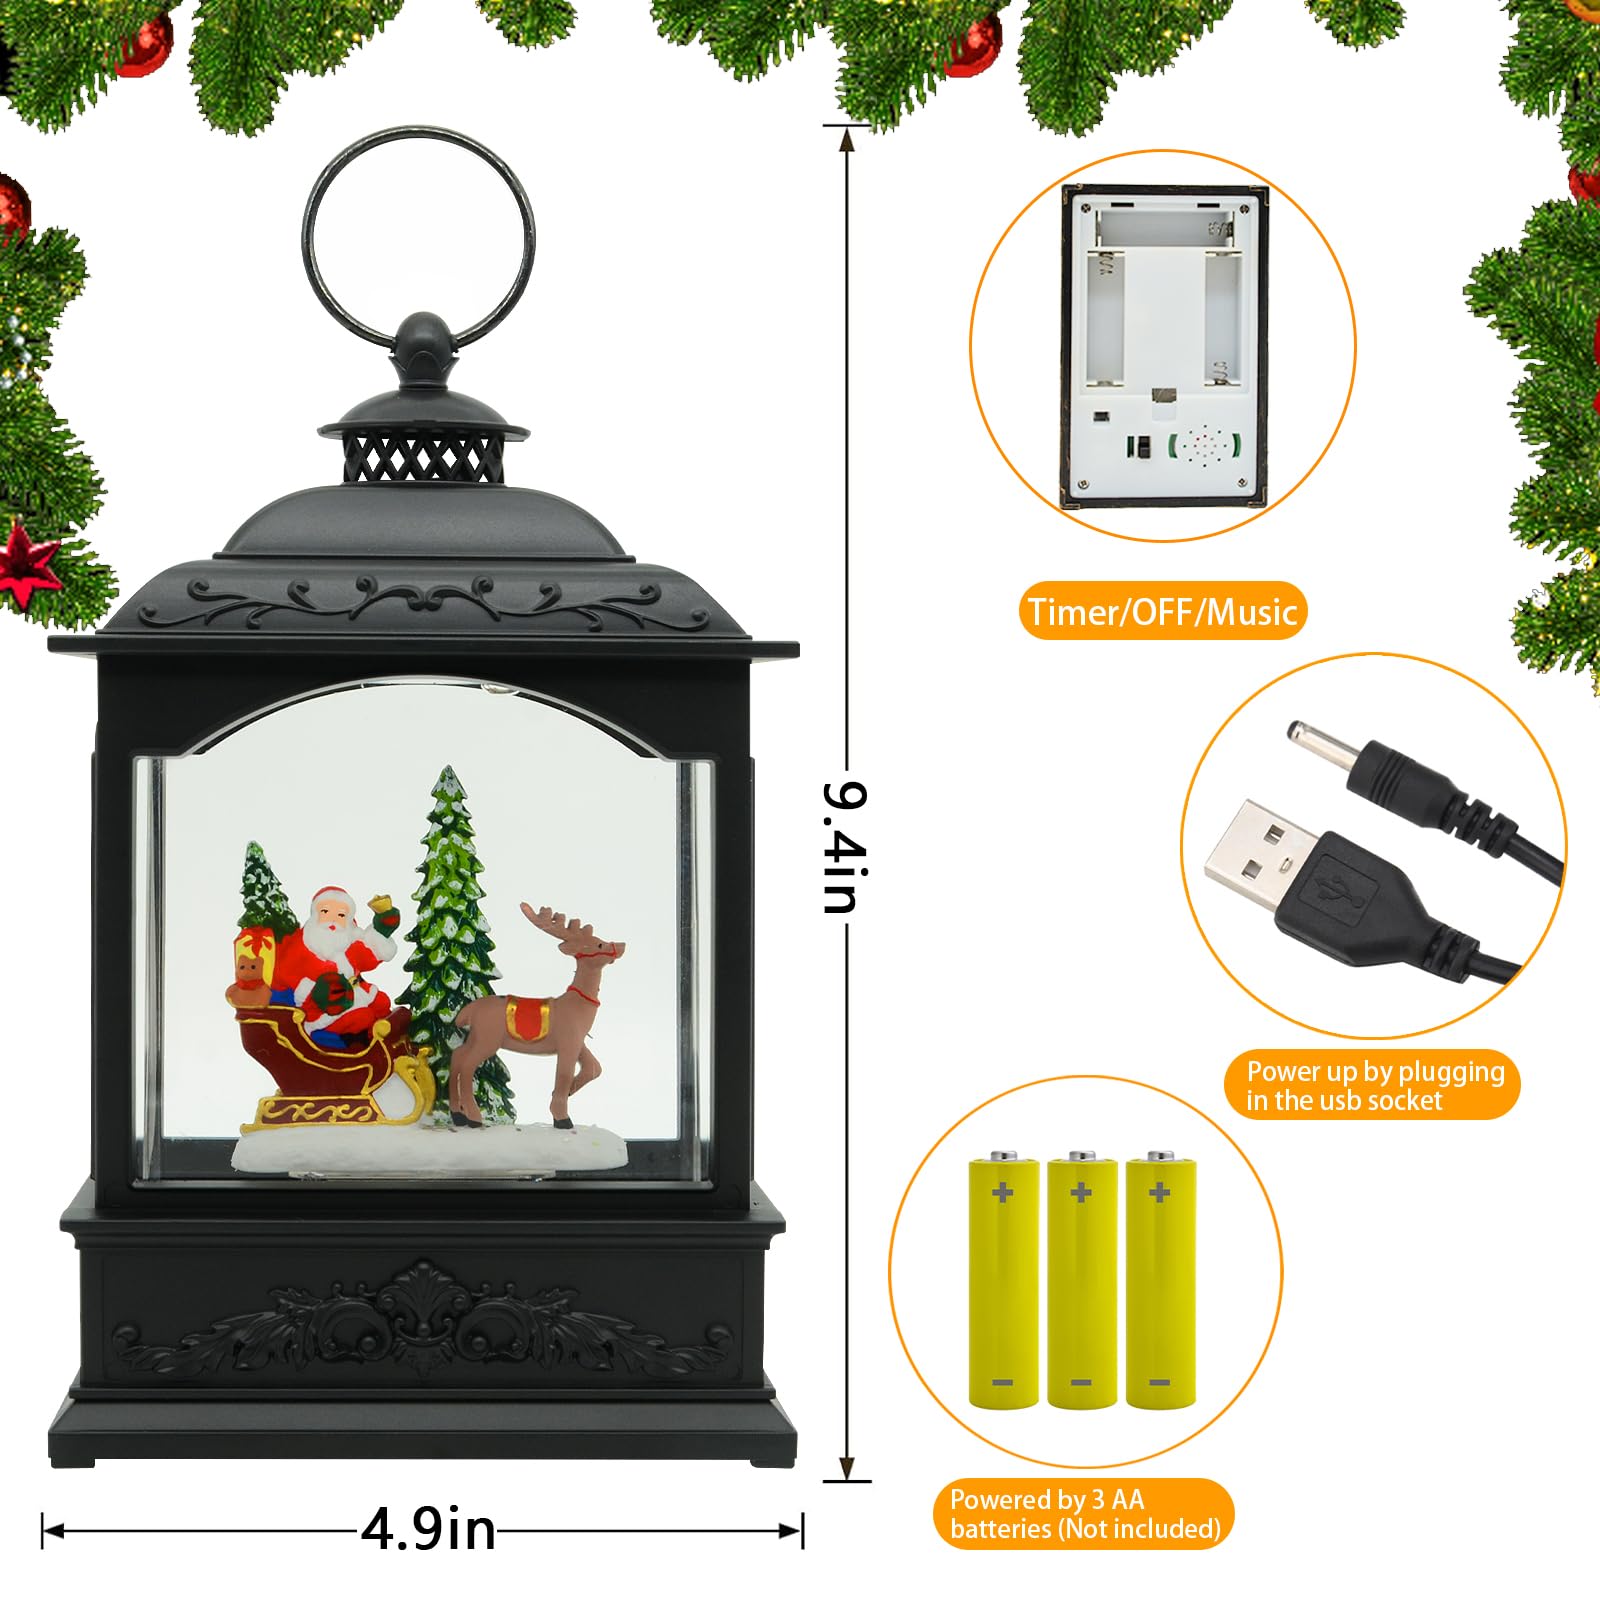 Timer/OFF/Music
9.4in
Power up by plugging
in the usb socket
Powered by 3 AA
batteries (Not included)
4.9in